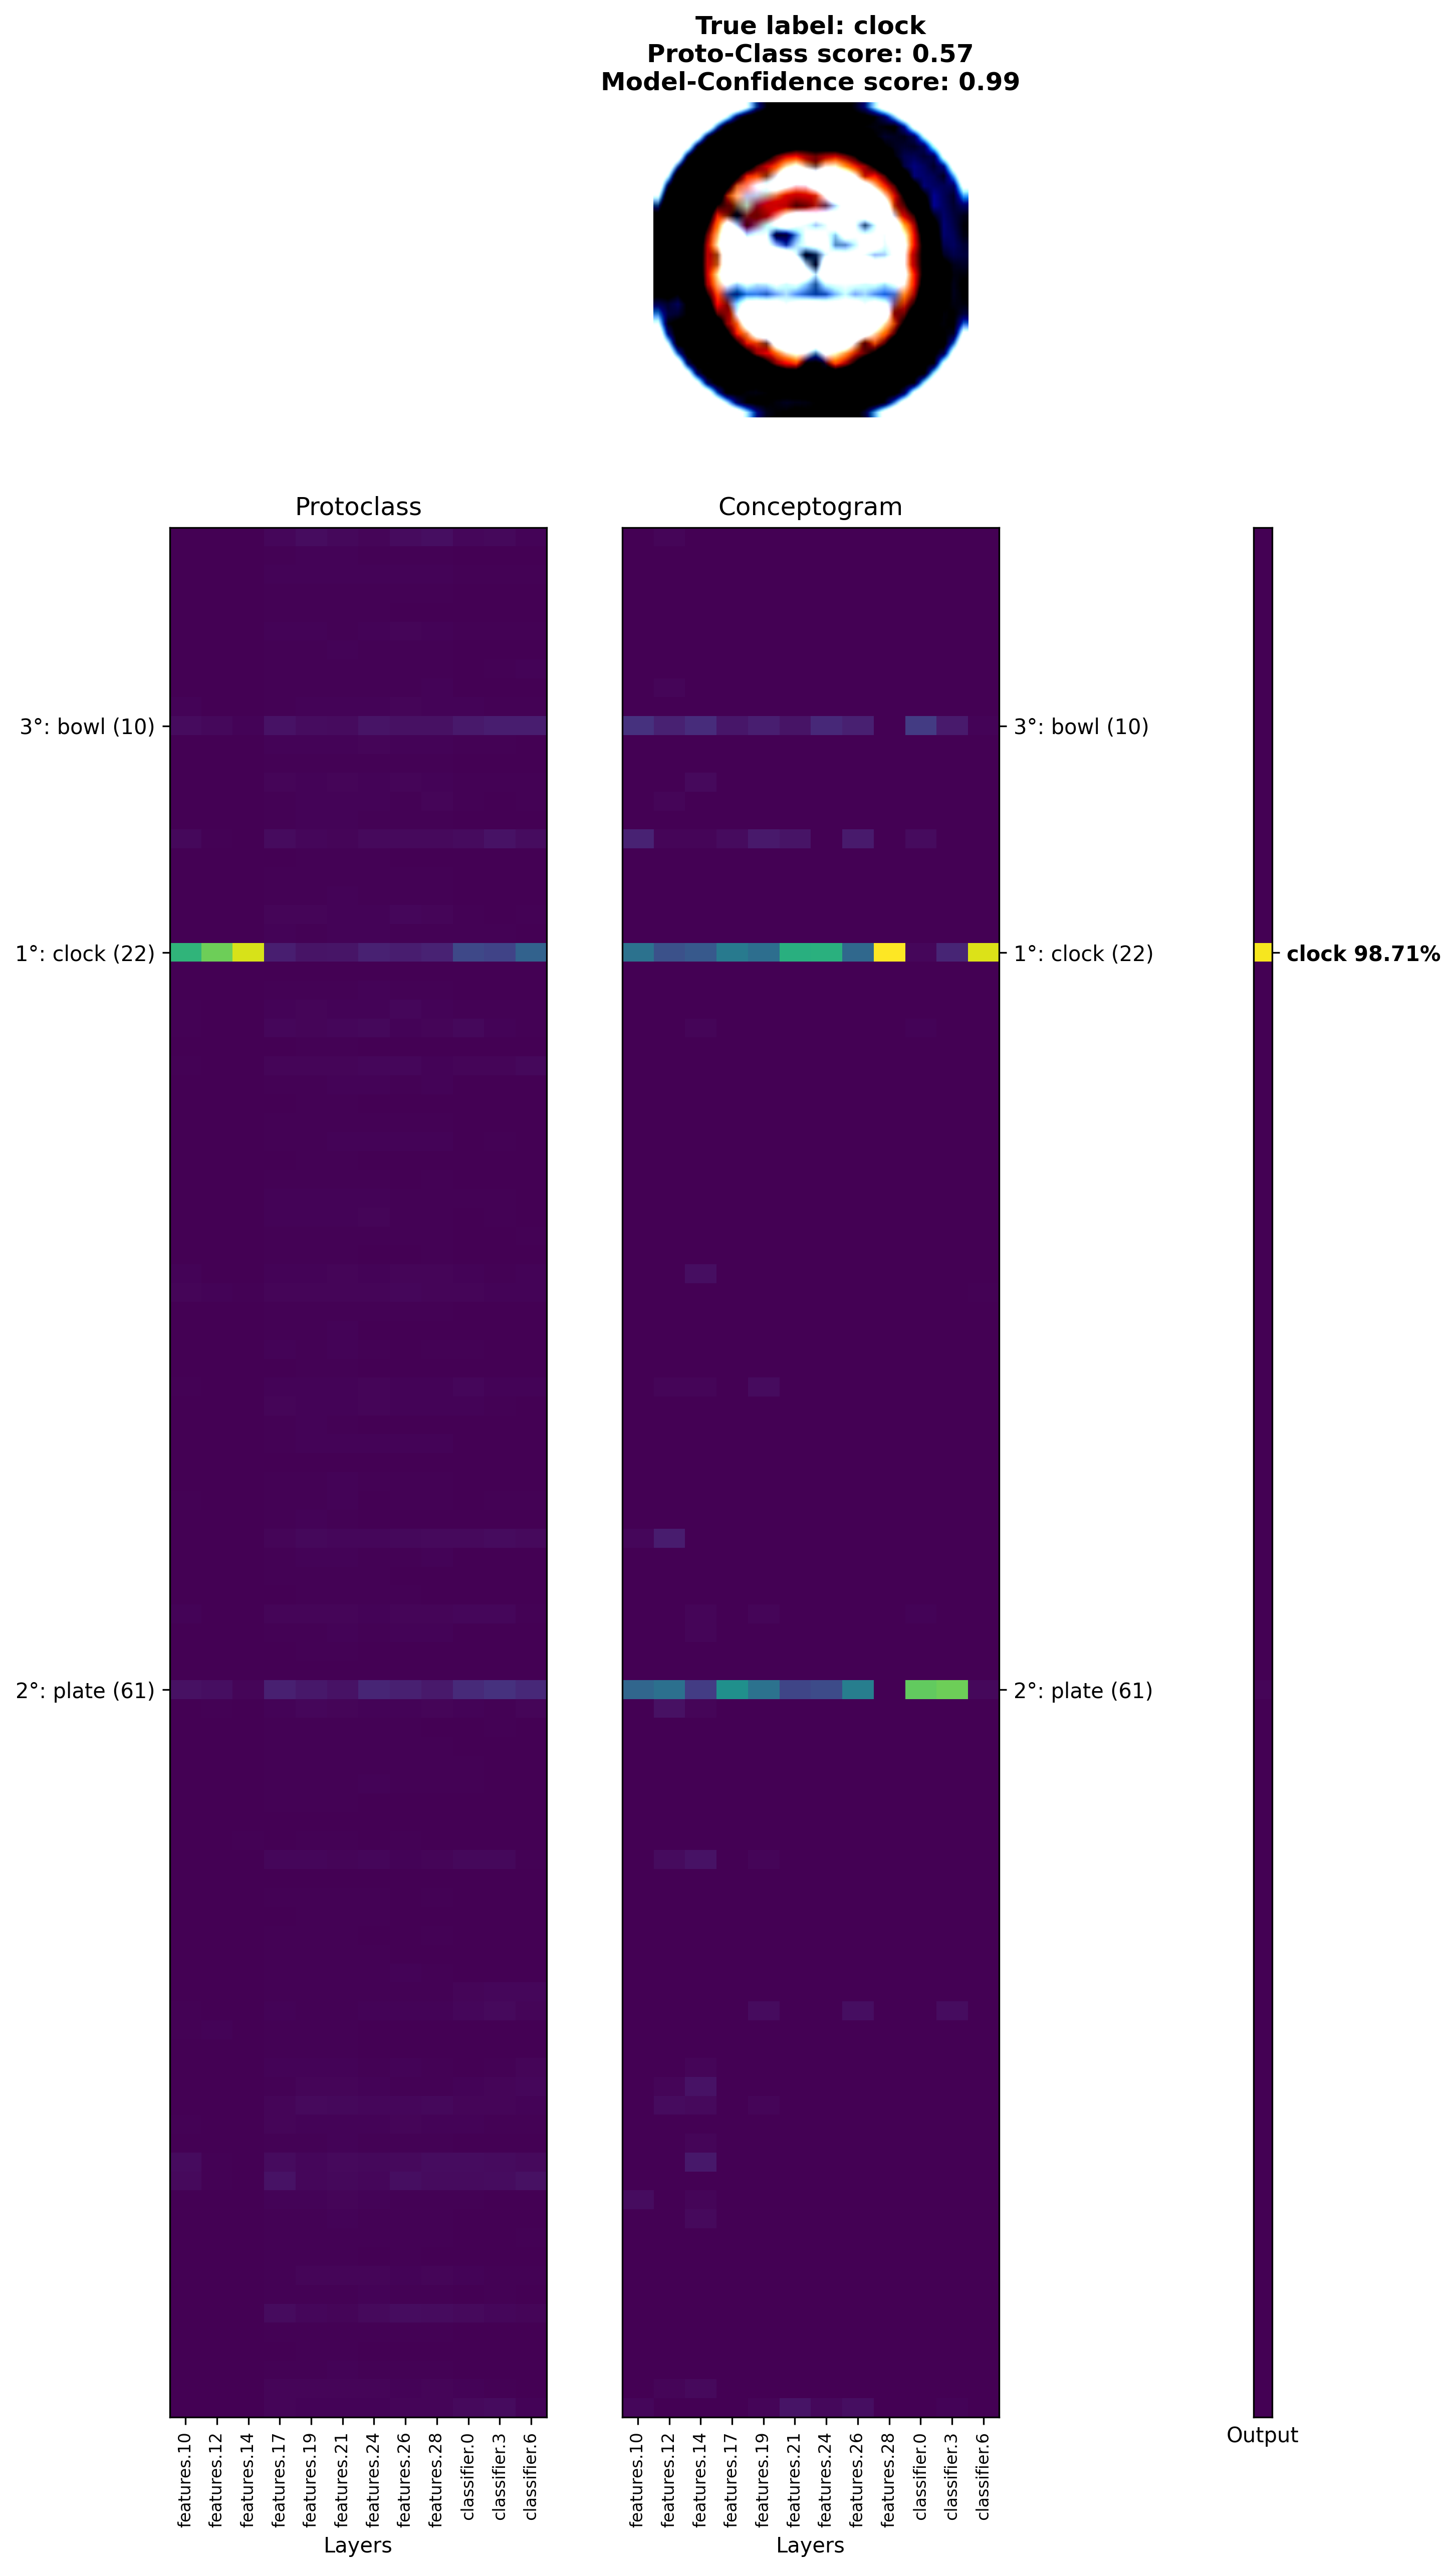 True label: clock
Proto-Class score: 0.57
Model-Confidence score: 0.99
Protoclass
Conceptogram
3°: bowl (10)
3°: bowl (10)
1°: clock (22)
1°: clock (22)
clock 98.71%
2°: plate (61)
2°: plate (61)
features.10
features.12
features.14
features.17
features.19
features.21
features.24
features.26
features.28
classifier.0
classifier.3
classifier.6
Layers
features.10
features.12
features.14
features.17
features.19
features.21
features.24
features.26
features.28
classifier.0
classifier.3
classifier.6
Layers
Output